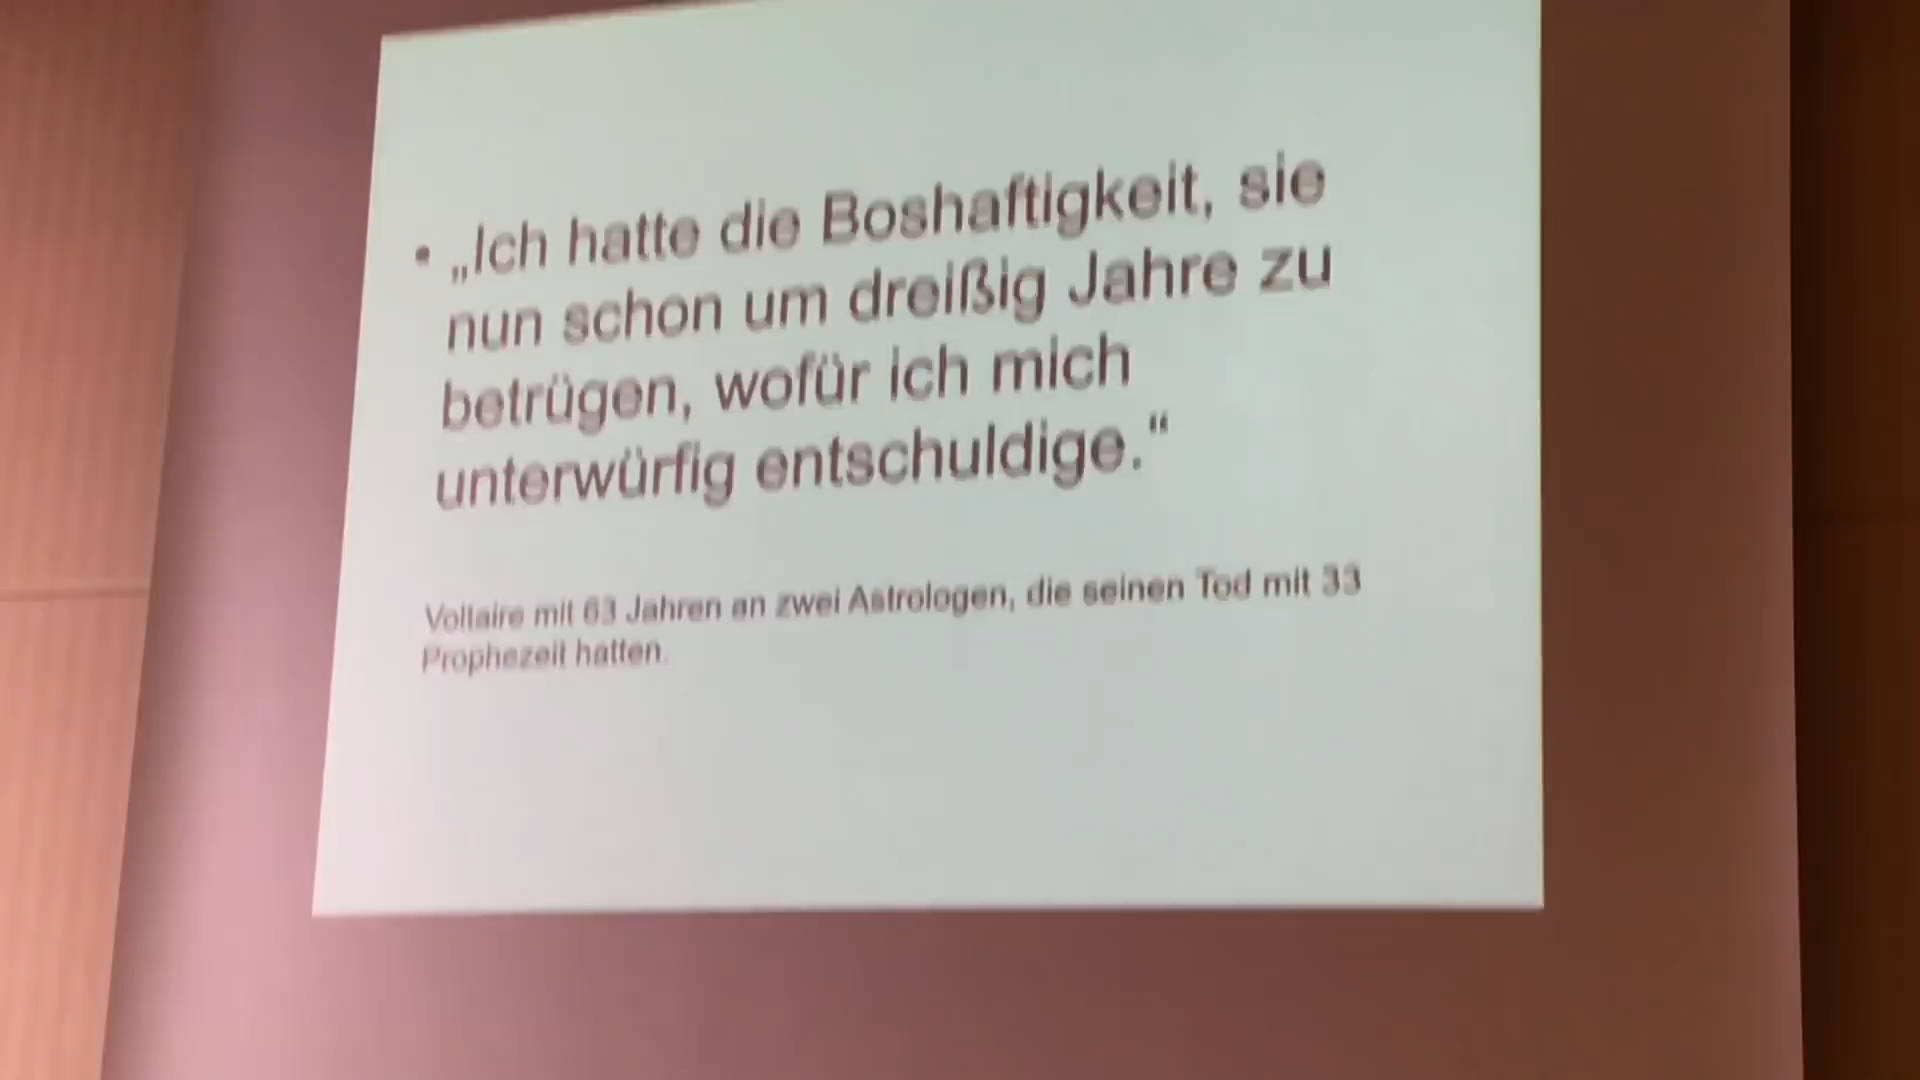 • „Ich hatte die Boshaftigkeit, sie
nun schon um dreißig Jahre zu
betrügen, wofür ich mich
unterwürfig entschuldige.“
Voltaire mit 63 Jahren an zwei Astrologen, die seinen Tod mit 33
Prophezeit hatten.